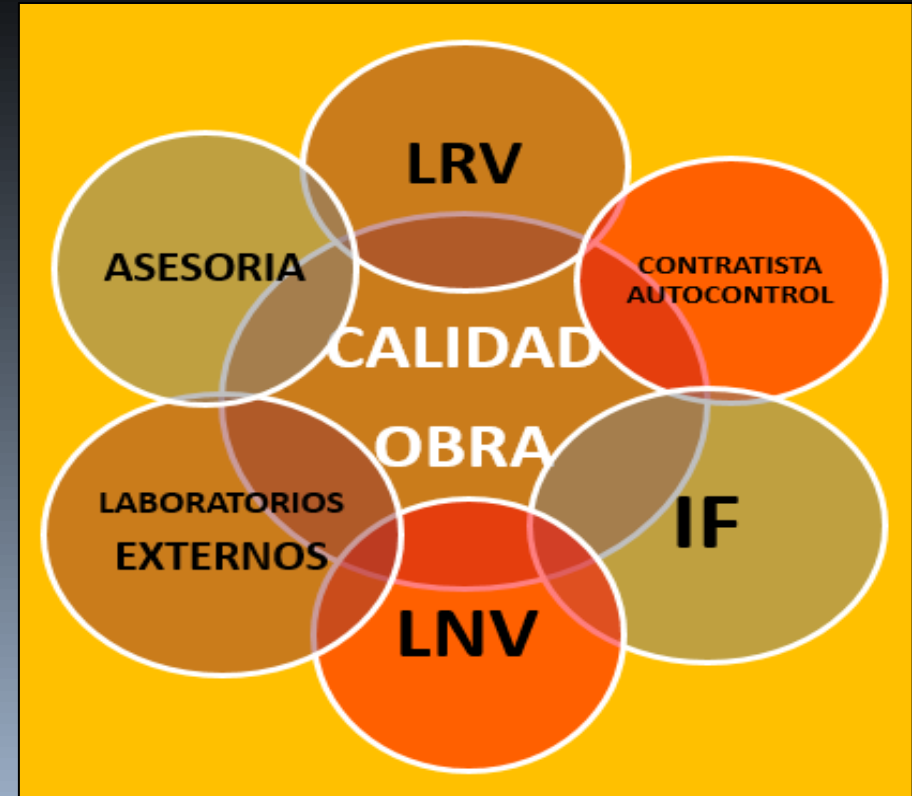 LRV
ASESORIA
CONTRATISTA
AUTOCONTROL
CALIDAD
OBRA
LABORATORIOS
EXTERNOS
IF
LNV